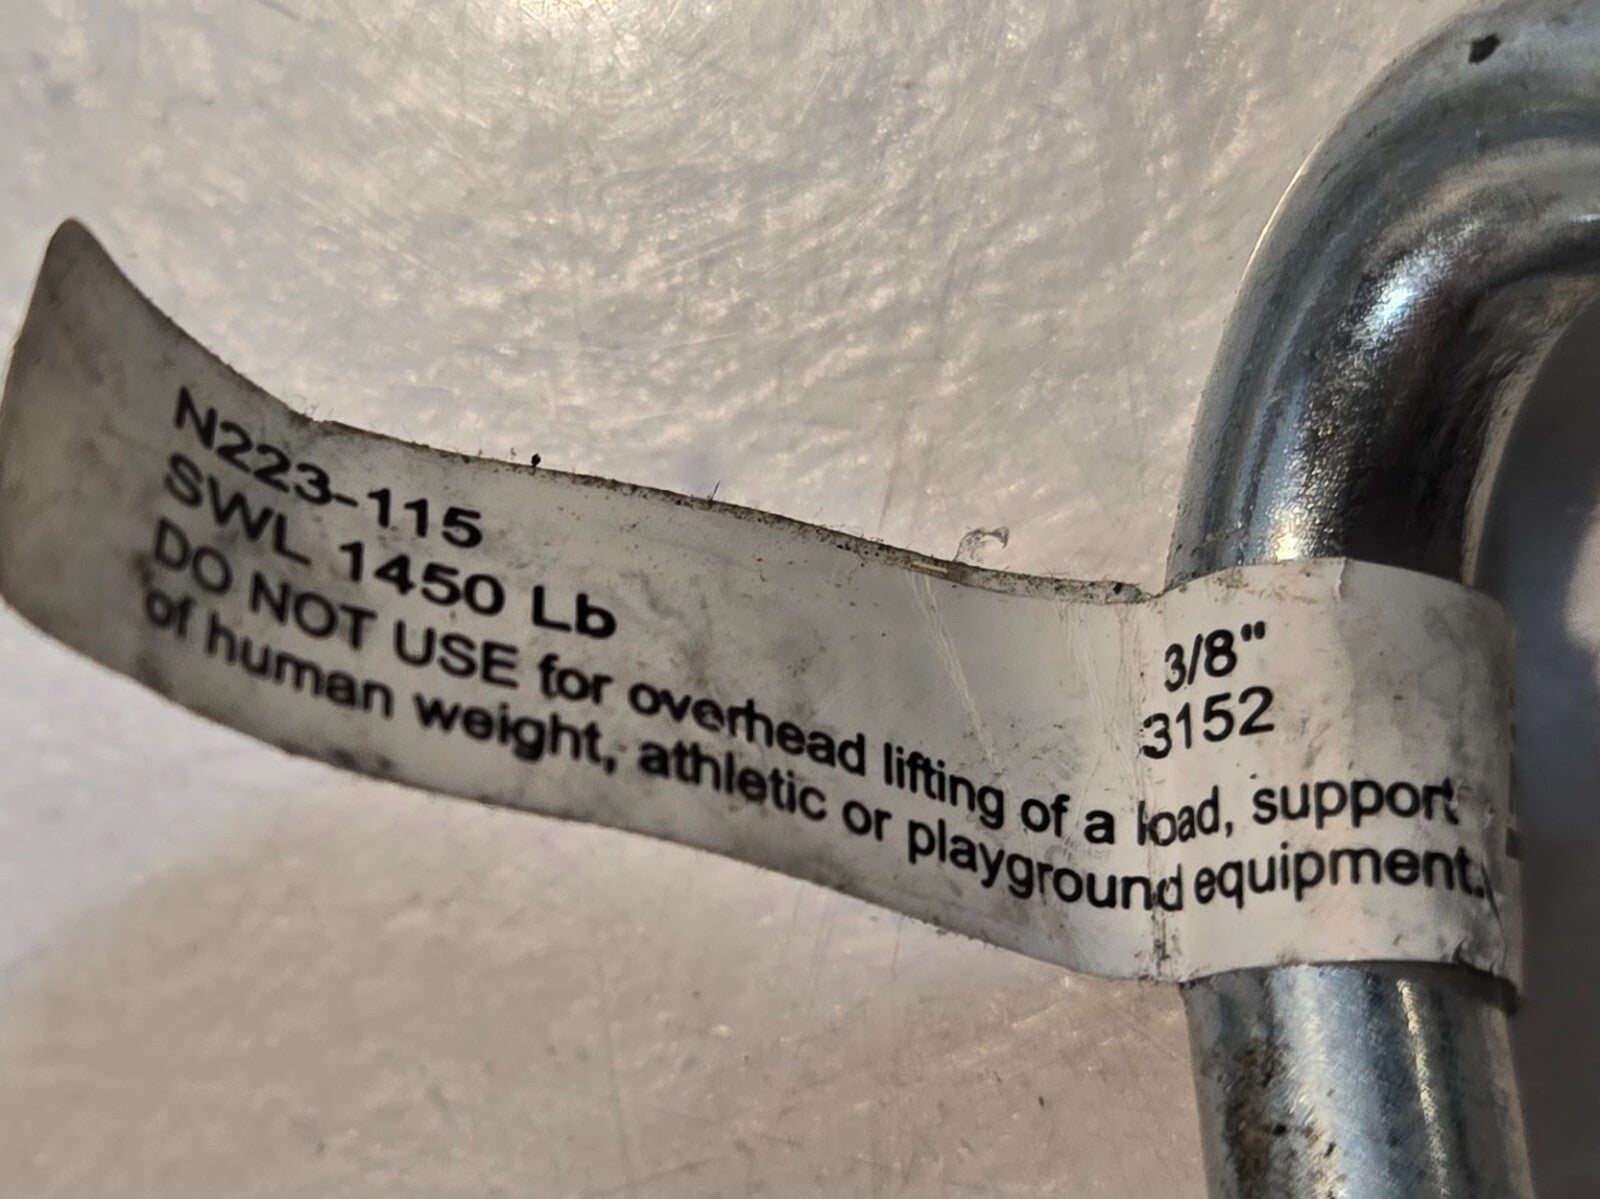 N223-115
SWL 1450 Lb
3/8"
3152
DO NOT USE for overhead lifting of a load, support
of human weight, athletic or playground equipment.